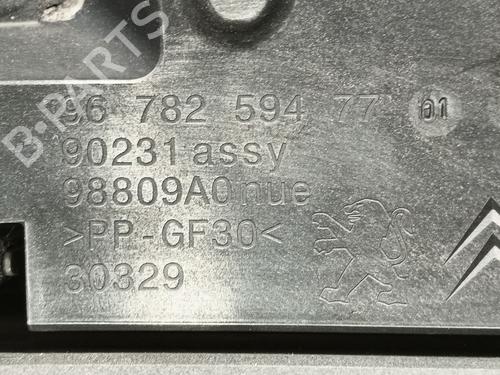 B-PARTS
96 782 594 77 01
90231 assy
98809A0 nue
>PP-GF30<
30329